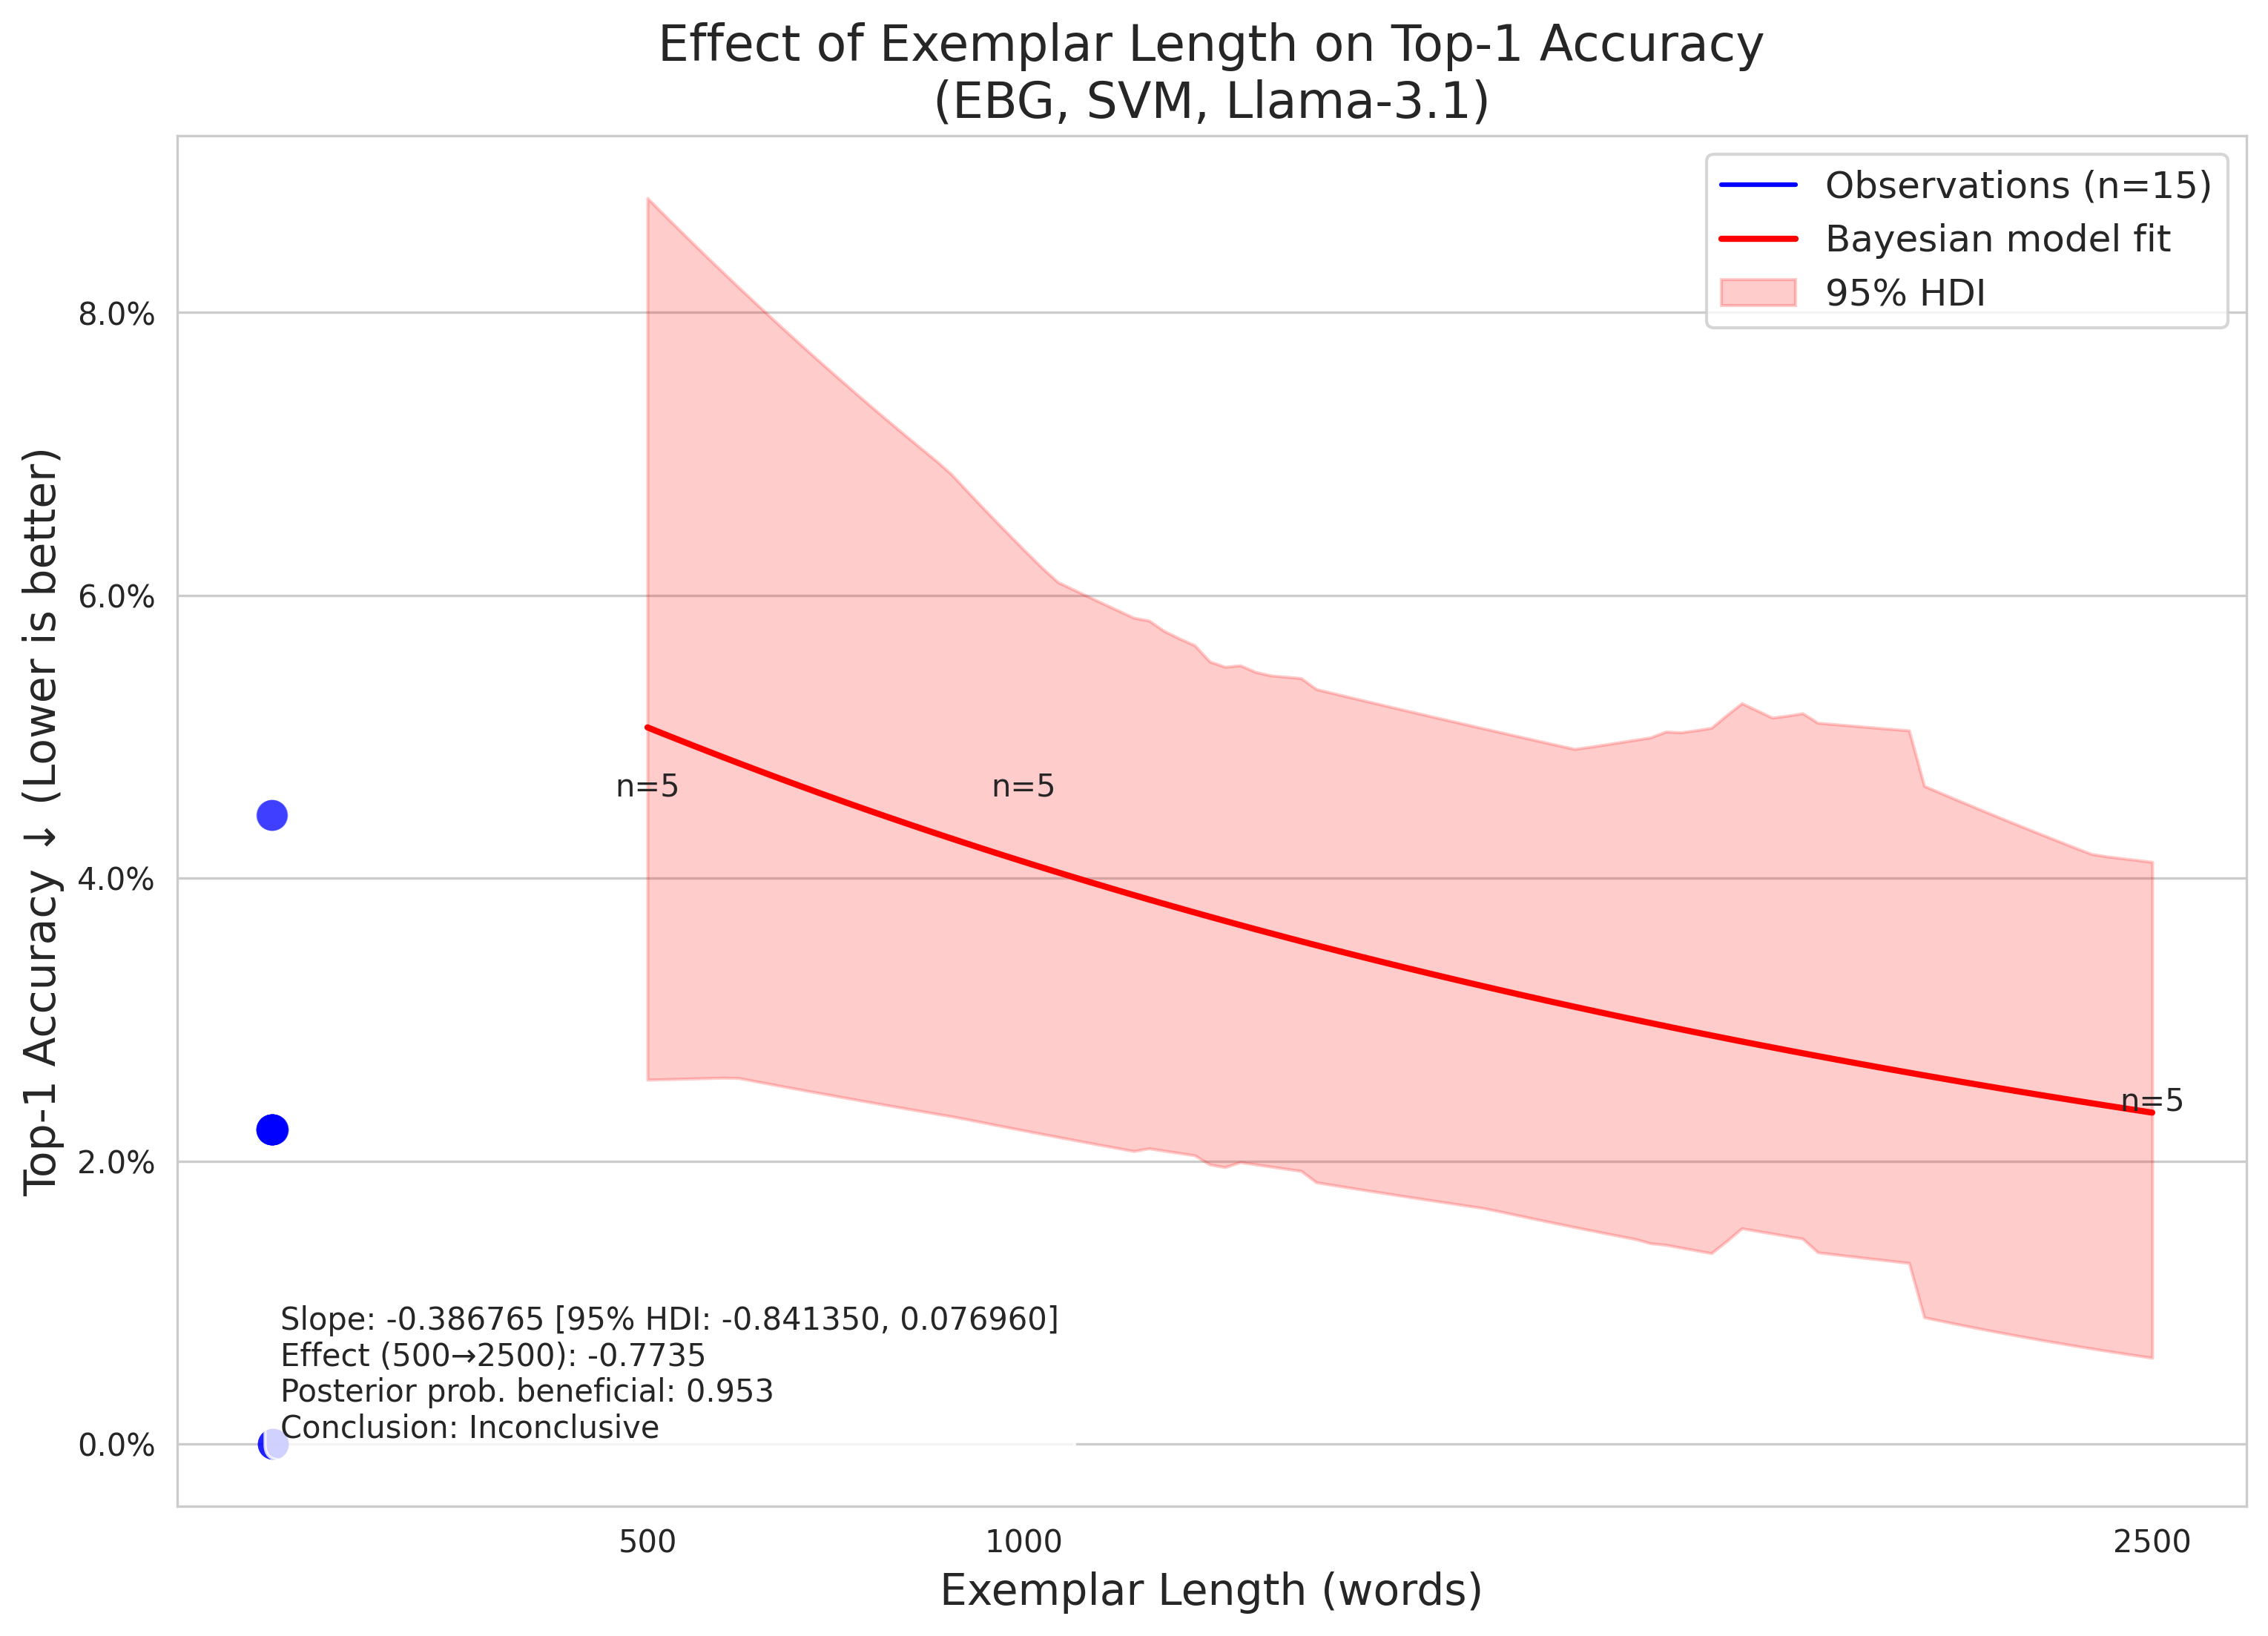 Effect of Exemplar Length on Top-1 Accuracy
(EBG, SVM, Llama-3.1)
Observations (n=15)
Bayesian model fit
95% HDI
Top-1 Accuracy ↓ (Lower is better)
8.0%
6.0%
4.0%
2.0%
0.0%
n=5
n=5
n=5
Slope: -0.386765 [95% HDI: -0.841350, 0.076960]
Effect (500→2500): -0.7735
Posterior prob. beneficial: 0.953
Conclusion: Inconclusive
500
1000
2500
Exemplar Length (words)